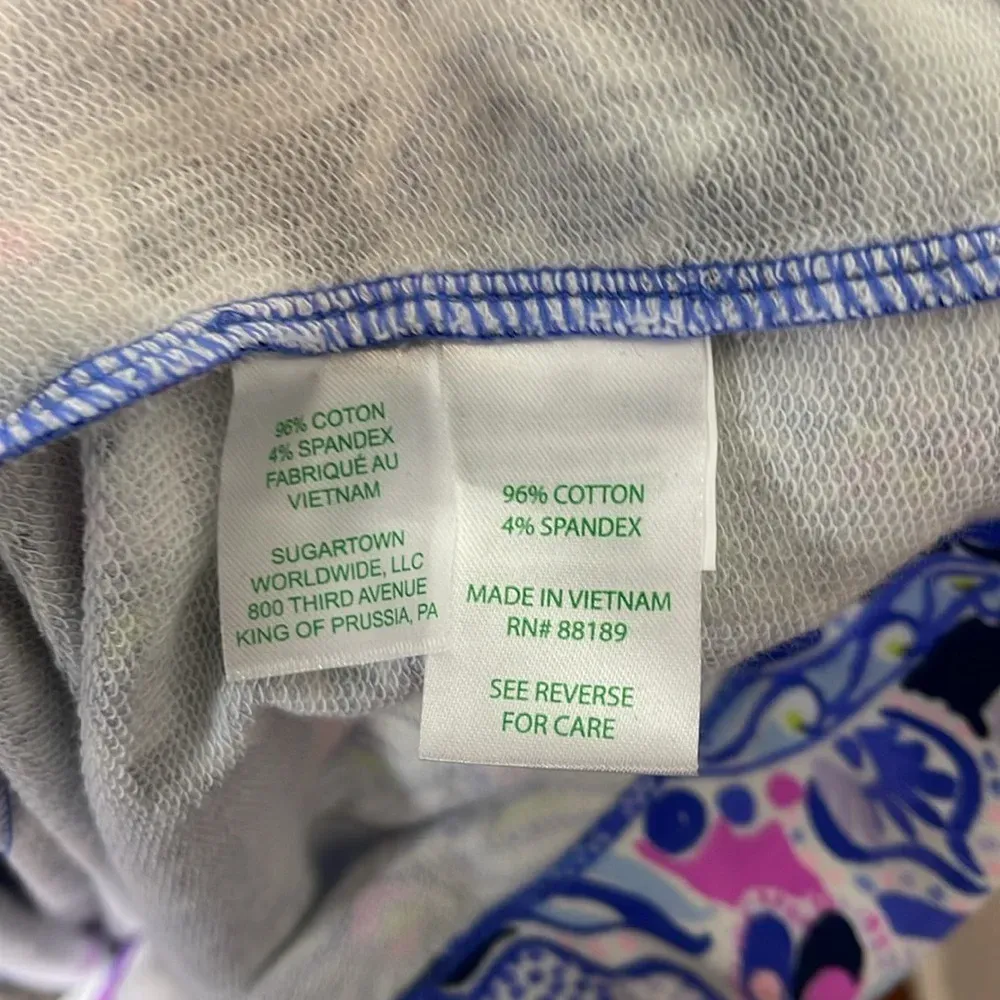 96% COTON
4% SPANDEX
FABRIQUÉ AU
VIETNAM
SUGARTOWN
WORLDWIDE, LLC
800 THIRD AVENUE
KING OF PRUSSIA, PA
96% COTTON
4% SPANDEX
MADE IN VIETNAM
RN# 88189
SEE REVERSE
FOR CARE